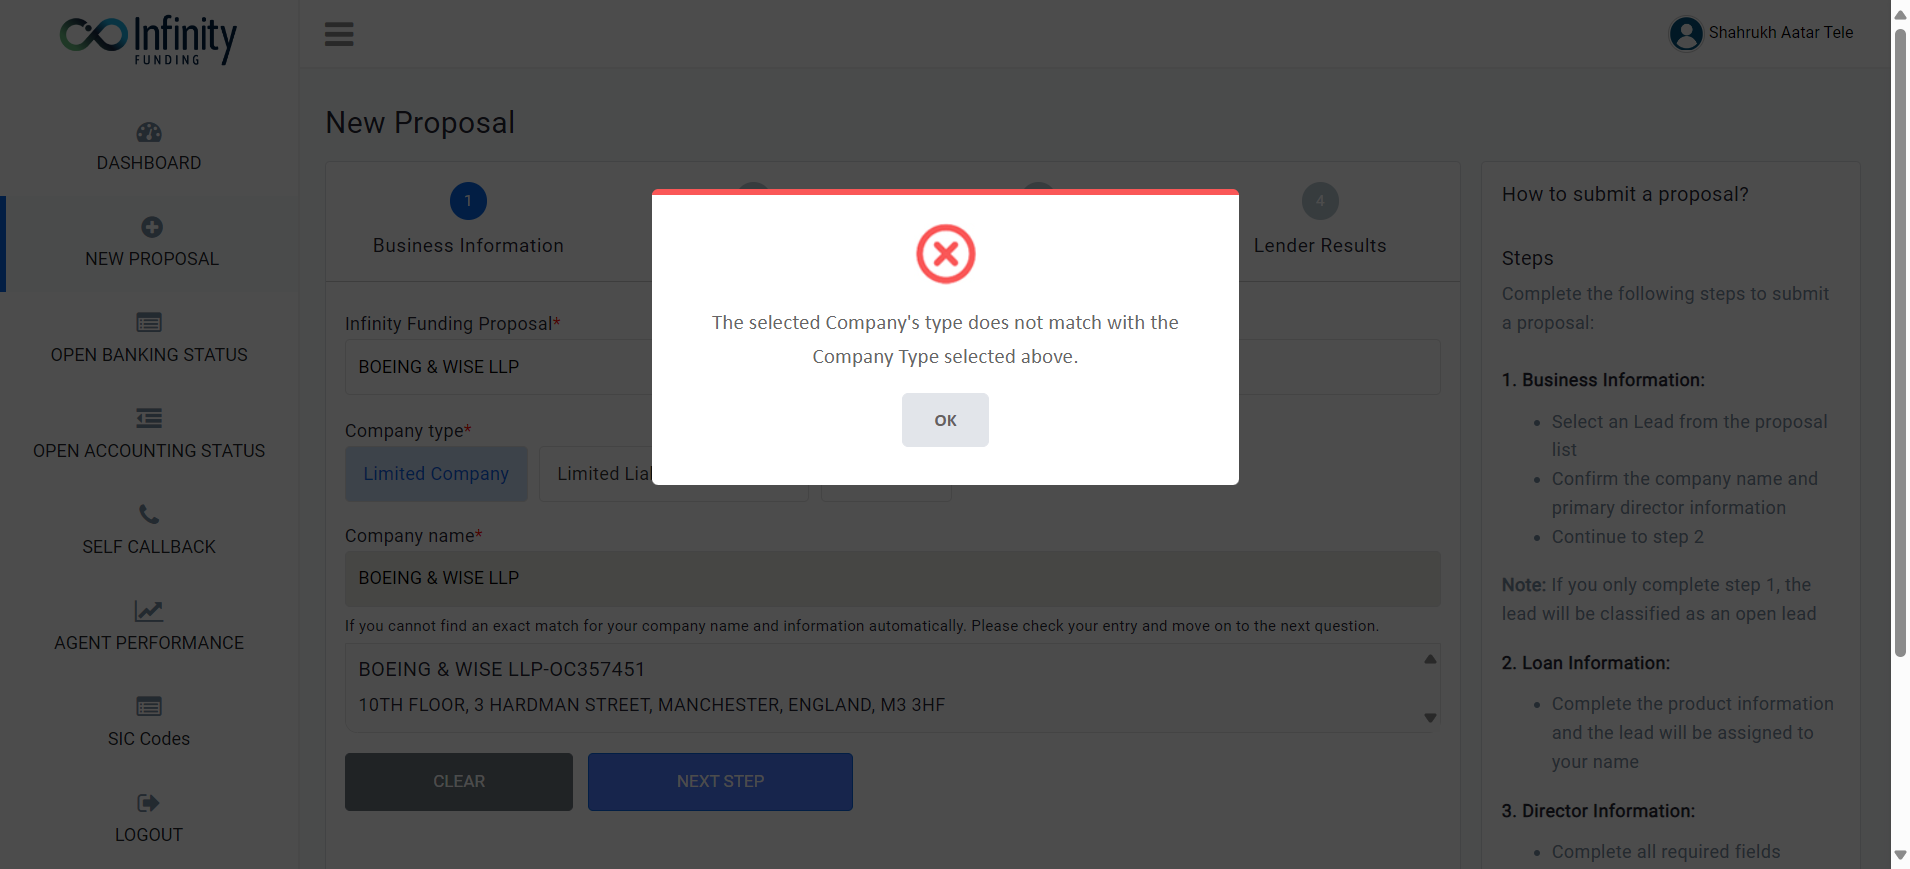 Infinity
FUNDING
Shahrukh Aatar Tele
DASHBOARD
NEW PROPOSAL
OPEN BANKING STATUS
OPEN ACCOUNTING STATUS
SELF CALLBACK
AGENT PERFORMANCE
SIC Codes
LOGOUT
New Proposal
1
Business Information
4
Lender Results
Infinity Funding Proposal*
BOEING & WISE LLP
Company type*
Limited Company
Limited Lia
Company name*
BOEING & WISE LLP
If you cannot find an exact match for your company name and information automatically. Please check your entry and move on to the next question.
BOEING & WISE LLP-OC357451
10TH FLOOR, 3 HARDMAN STREET, MANCHESTER, ENGLAND, M3 3HF
CLEAR
NEXT STEP
The selected Company's type does not match with the
Company Type selected above.
OK
How to submit a proposal?
Steps
Complete the following steps to submit
a proposal:
1. Business Information:
• Select an Lead from the proposal
list
• Confirm the company name and
primary director information
• Continue to step 2
Note: If you only complete step 1, the
lead will be classified as an open lead
2. Loan Information:
• Complete the product information
and the lead will be assigned to
your name
3. Director Information:
• Complete all required fields